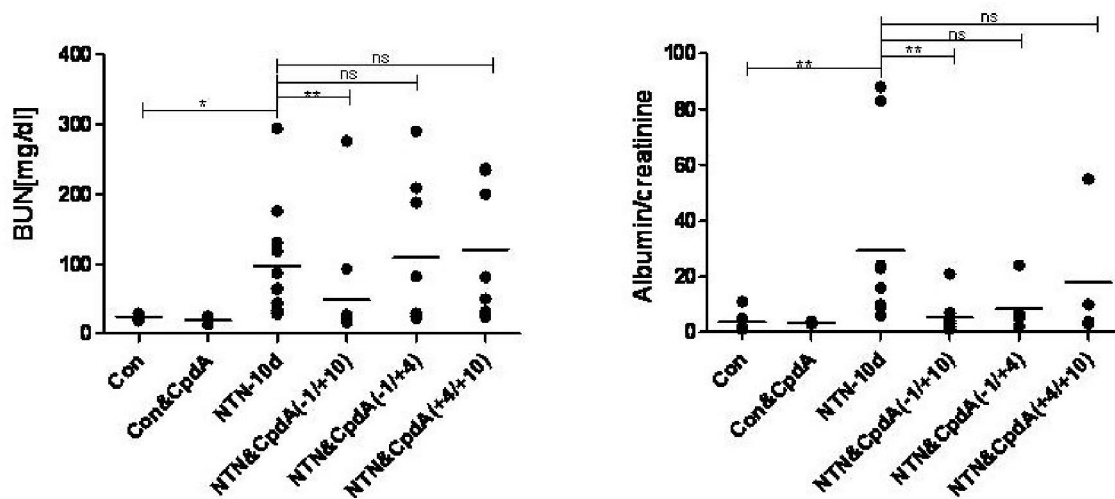 ns
ns
**
*
BUN[mg/dl]
400
300
200
100
0
Con
Con&CpdA
NTN-10d
NTN&CpdA(-1/+10)
NTN&CpdA(-1/+4)
NTN&CpdA(+4/+10)
ns
ns
**
**
Albumin/creatinine
100
80
60
40
20
0
Con
Con&CpdA
NTN-10d
NTN&CpdA(-1/+10)
NTN&CpdA(-1/+4)
NTN&CpdA(+4/+10)